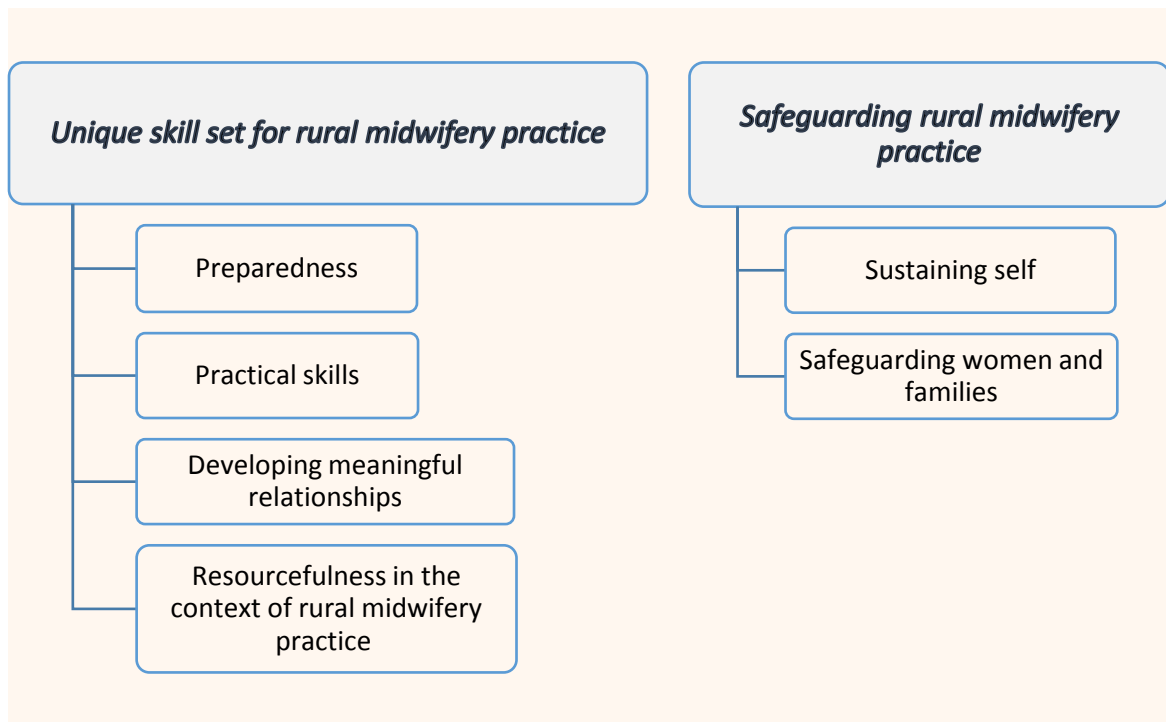 Unique skill set for rural midwifery practice
Preparedness
Practical skills
Developing meaningful
relationships
Resourcefulness in the
context of rural midwifery
practice
Safeguarding rural midwifery
practice
Sustaining self
Safeguarding women and
families